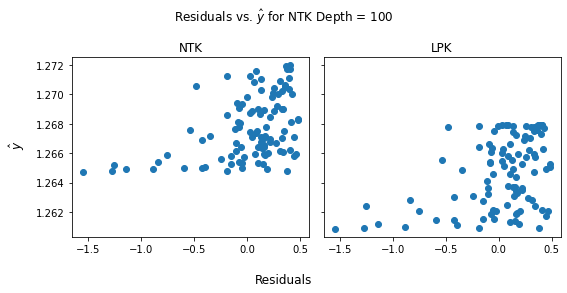 Residuals vs. ŷ for NTK Depth = 100
NTK
LPK
1.272
1.270
1.268
1.266
1.264
1.262
ŷ
−1.5 −1.0 −0.5 0.0 0.5
−1.5 −1.0 −0.5 0.0 0.5
Residuals